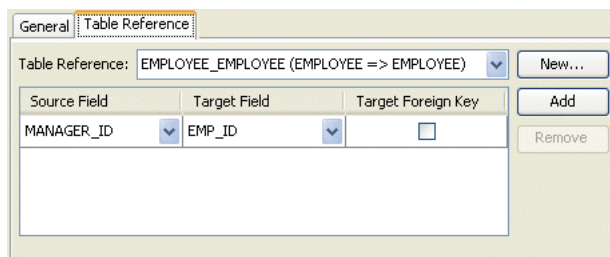 General Table Reference
Table Reference: EMPLOYEE_EMPLOYEE (EMPLOYEE => EMPLOYEE) New...
Source Field Target Field Target Foreign Key Add
MANAGER_ID EMP_ID Remove